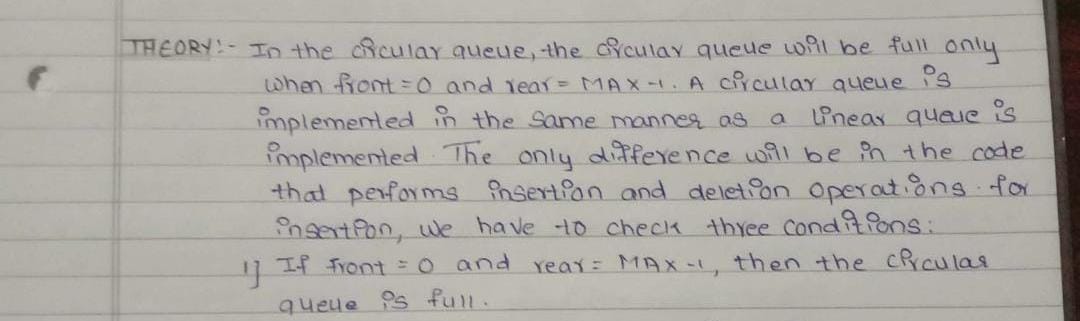 THEORY:- In the circular queue, the circular queue will be full only
when front = 0 and rear = MAX-1. A circular queue is
implemented in the same manner as a linear queue is
implemented. The only difference will be in the code
that performs insertion and deletion operations. for
insertion, we have to check three conditions:
1] If front = 0 and rear = MAX-1, then the circular
queue is full.